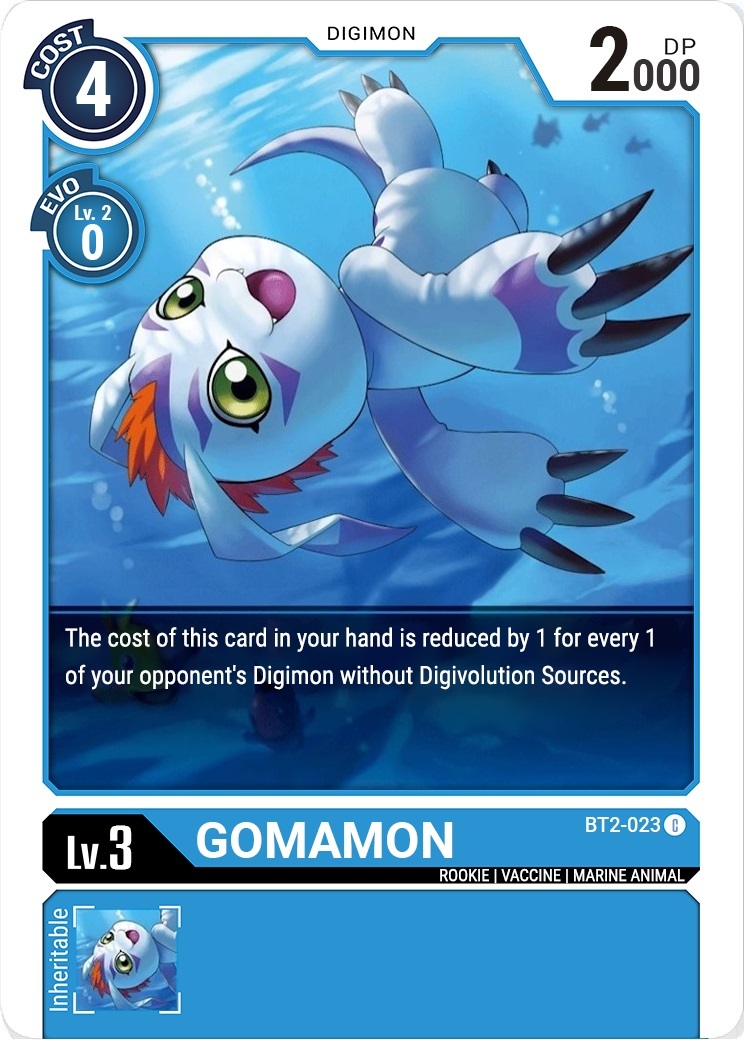 DIGIMON
COST
4
DP
2000
EVO
Lv. 2
0
The cost of this card in your hand is reduced by 1 for every 1
of your opponent's Digimon without Digivolution Sources.
BT2-023 C
Lv.3
GOMAMON
ROOKIE | VACCINE | MARINE ANIMAL
Inheritable